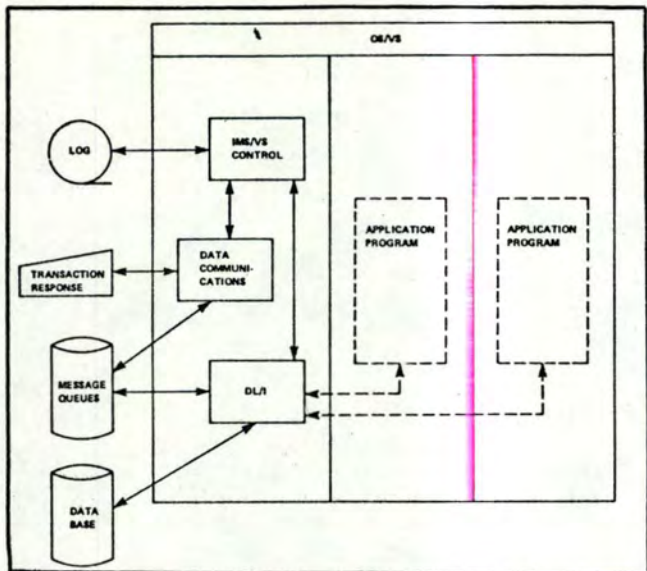 OS/VS
LOG
IMS/VS
CONTROL
APPLICATION
PROGRAM
APPLICATION
PROGRAM
TRANSACTION
RESPONSE
DATA
COMMUNI-
CATIONS
MESSAGE
QUEUES
DL/I
DATA
BASE